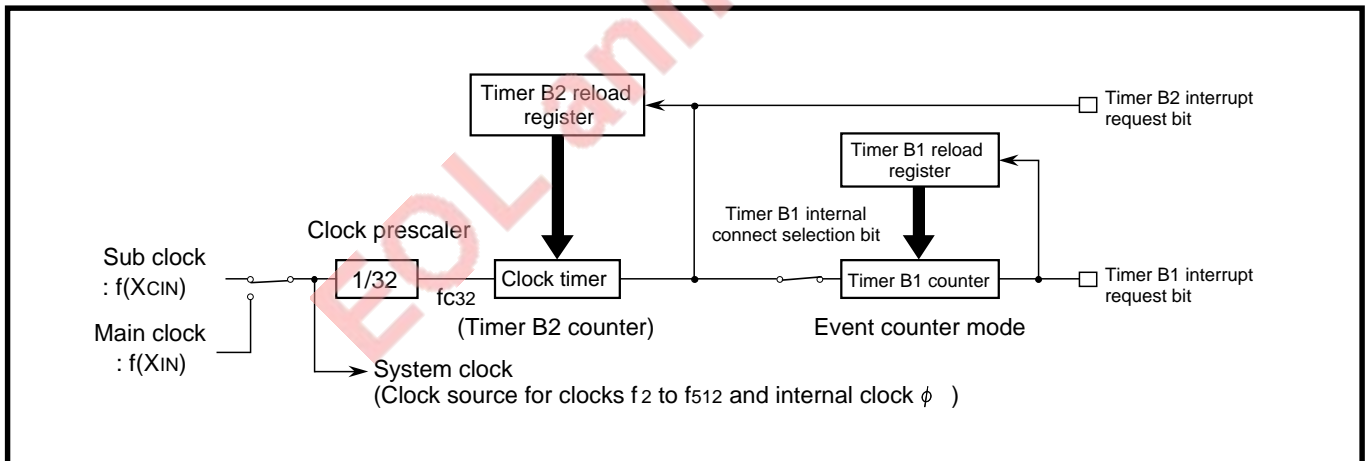 EOL ann
Timer B2 reload
register
Timer B2 interrupt
request bit
Timer B1 reload
register
Timer B1 internal
connect selection bit
Clock prescaler
Sub clock
: f(XCIN)
1/32
fC32
Clock timer
Timer B1 counter
Timer B1 interrupt
request bit
(Timer B2 counter)
Event counter mode
Main clock
: f(XIN)
System clock
(Clock source for clocks f2 to f512 and internal clock ϕ )